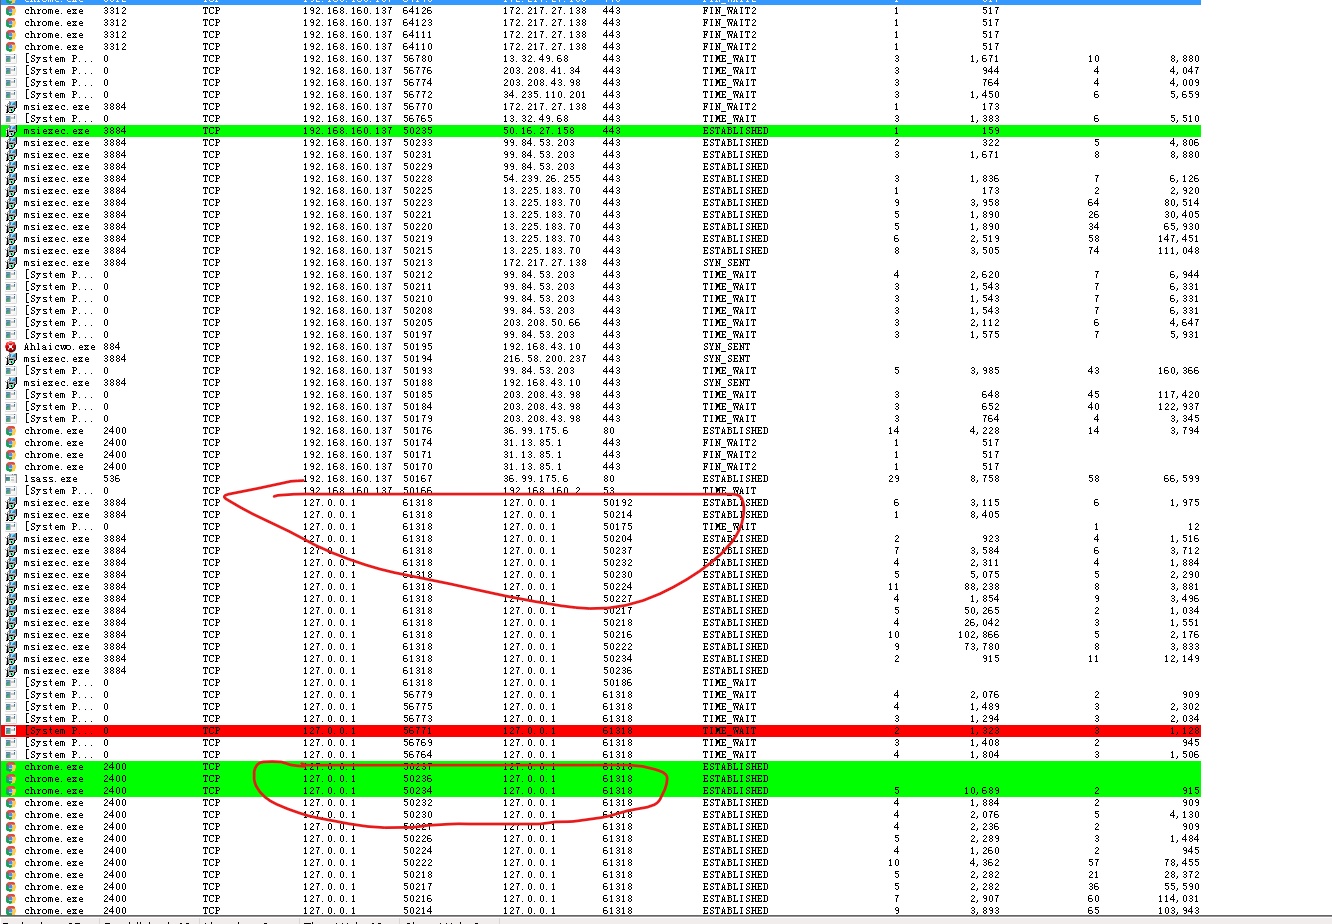 chrome.exe 3312 TCP 192.168.160.137 64126 172.217.27.138 443 FIN_WAIT2 1 517
chrome.exe 3312 TCP 192.168.160.137 64123 172.217.27.138 443 FIN_WAIT2 1 517
chrome.exe 3312 TCP 192.168.160.137 64111 172.217.27.138 443 FIN_WAIT2 1 517
chrome.exe 3312 TCP 192.168.160.137 64110 172.217.27.138 443 FIN_WAIT2 1 517
[System P... 0 TCP 192.168.160.137 56780 13.32.49.68 443 TIME_WAIT 3 1,671 10 8,880
[System P... 0 TCP 192.168.160.137 56776 203.208.41.34 443 TIME_WAIT 3 944 4 4,047
[System P... 0 TCP 192.168.160.137 56774 203.208.43.98 443 TIME_WAIT 3 764 4 4,009
[System P... 0 TCP 192.168.160.137 56772 34.235.110.201 443 TIME_WAIT 3 1,450 6 5,659
msiexec.exe 3884 TCP 192.168.160.137 56770 172.217.27.138 443 FIN_WAIT2 1 173
[System P... 0 TCP 192.168.160.137 56765 13.32.49.68 443 TIME_WAIT 3 1,383 6 5,510
msiexec.exe 3884 TCP 192.168.160.137 50235 50.16.27.158 443 ESTABLISHED 1 159
msiexec.exe 3884 TCP 192.168.160.137 50233 99.84.53.203 443 ESTABLISHED 2 322 5 4,806
msiexec.exe 3884 TCP 192.168.160.137 50231 99.84.53.203 443 ESTABLISHED 3 1,671 8 8,880
msiexec.exe 3884 TCP 192.168.160.137 50229 99.84.53.203 443 ESTABLISHED
msiexec.exe 3884 TCP 192.168.160.137 50228 54.239.26.255 443 ESTABLISHED 3 1,836 7 6,126
msiexec.exe 3884 TCP 192.168.160.137 50225 13.225.183.70 443 ESTABLISHED 1 173 2 2,920
msiexec.exe 3884 TCP 192.168.160.137 50223 13.225.183.70 443 ESTABLISHED 9 3,958 64 80,514
msiexec.exe 3884 TCP 192.168.160.137 50221 13.225.183.70 443 ESTABLISHED 5 1,890 26 30,405
msiexec.exe 3884 TCP 192.168.160.137 50220 13.225.183.70 443 ESTABLISHED 5 1,890 34 65,930
msiexec.exe 3884 TCP 192.168.160.137 50219 13.225.183.70 443 ESTABLISHED 6 2,519 58 147,451
msiexec.exe 3884 TCP 192.168.160.137 50215 13.225.183.70 443 ESTABLISHED 8 3,505 74 111,048
msiexec.exe 3884 TCP 192.168.160.137 50213 172.217.27.138 443 SYN_SENT
[System P... 0 TCP 192.168.160.137 50212 99.84.53.203 443 TIME_WAIT 4 2,620 7 6,944
[System P... 0 TCP 192.168.160.137 50211 99.84.53.203 443 TIME_WAIT 3 1,543 7 6,331
[System P... 0 TCP 192.168.160.137 50210 99.84.53.203 443 TIME_WAIT 3 1,543 7 6,331
[System P... 0 TCP 192.168.160.137 50208 99.84.53.203 443 TIME_WAIT 3 1,543 7 6,331
[System P... 0 TCP 192.168.160.137 50205 203.208.50.66 443 TIME_WAIT 3 2,112 6 4,647
[System P... 0 TCP 192.168.160.137 50197 99.84.53.203 443 TIME_WAIT 3 1,575 7 5,931
Ahlaicwo.exe 884 TCP 192.168.160.137 50195 192.168.43.10 443 SYN_SENT
msiexec.exe 3884 TCP 192.168.160.137 50194 216.58.200.237 443 SYN_SENT
[System P... 0 TCP 192.168.160.137 50193 99.84.53.203 443 TIME_WAIT 5 3,985 43 160,366
msiexec.exe 3884 TCP 192.168.160.137 50188 192.168.43.10 443 SYN_SENT
[System P... 0 TCP 192.168.160.137 50185 203.208.43.98 443 TIME_WAIT 3 648 45 117,420
[System P... 0 TCP 192.168.160.137 50184 203.208.43.98 443 TIME_WAIT 3 652 40 122,937
[System P... 0 TCP 192.168.160.137 50179 203.208.43.98 443 TIME_WAIT 3 764 4 3,345
chrome.exe 2400 TCP 192.168.160.137 50176 36.99.175.6 80 ESTABLISHED 14 4,228 14 3,794
chrome.exe 2400 TCP 192.168.160.137 50174 31.13.85.1 443 FIN_WAIT2 1 517
chrome.exe 2400 TCP 192.168.160.137 50171 31.13.85.1 443 FIN_WAIT2 1 517
chrome.exe 2400 TCP 192.168.160.137 50170 31.13.85.1 443 FIN_WAIT2 1 517
lsass.exe 536 TCP 192.168.160.137 50167 36.99.175.6 80 ESTABLISHED 29 8,758 58 66,599
[System P... 0 TCP 192.168.160.137 50166 192.168.160.2 53 TIME_WAIT
msiexec.exe 3884 TCP 127.0.0.1 61318 127.0.0.1 50192 ESTABLISHED 6 3,115 6 1,975
msiexec.exe 3884 TCP 127.0.0.1 61318 127.0.0.1 50214 ESTABLISHED 1 8,405
[System P... 0 TCP 127.0.0.1 61318 127.0.0.1 50175 TIME_WAIT 1 12
msiexec.exe 3884 TCP 127.0.0.1 61318 127.0.0.1 50204 ESTABLISHED 2 923 4 1,516
msiexec.exe 3884 TCP 127.0.0.1 61318 127.0.0.1 50237 ESTABLISHED 7 3,584 6 3,712
msiexec.exe 3884 TCP 127.0.0.1 61318 127.0.0.1 50232 ESTABLISHED 4 2,311 4 1,884
msiexec.exe 3884 TCP 127.0.0.1 61318 127.0.0.1 50230 ESTABLISHED 5 5,075 5 2,290
msiexec.exe 3884 TCP 127.0.0.1 61318 127.0.0.1 50224 ESTABLISHED 11 88,238 8 3,881
msiexec.exe 3884 TCP 127.0.0.1 61318 127.0.0.1 50227 ESTABLISHED 4 1,854 9 3,496
msiexec.exe 3884 TCP 127.0.0.1 61318 127.0.0.1 50217 ESTABLISHED 5 50,265 2 1,034
msiexec.exe 3884 TCP 127.0.0.1 61318 127.0.0.1 50218 ESTABLISHED 4 26,042 3 1,551
msiexec.exe 3884 TCP 127.0.0.1 61318 127.0.0.1 50216 ESTABLISHED 10 102,866 5 2,176
msiexec.exe 3884 TCP 127.0.0.1 61318 127.0.0.1 50222 ESTABLISHED 9 73,780 8 3,833
msiexec.exe 3884 TCP 127.0.0.1 61318 127.0.0.1 50234 ESTABLISHED 2 915 11 12,149
msiexec.exe 3884 TCP 127.0.0.1 61318 127.0.0.1 50236 ESTABLISHED
[System P... 0 TCP 127.0.0.1 61318 127.0.0.1 50186 TIME_WAIT
[System P... 0 TCP 127.0.0.1 56779 127.0.0.1 61318 TIME_WAIT 4 2,076 2 909
[System P... 0 TCP 127.0.0.1 56775 127.0.0.1 61318 TIME_WAIT 4 1,489 3 2,302
[System P... 0 TCP 127.0.0.1 56773 127.0.0.1 61318 TIME_WAIT 3 1,294 3 2,034
[System P... 0 TCP 127.0.0.1 56771 127.0.0.1 61318 TIME_WAIT 2 1,323 3 1,128
[System P... 0 TCP 127.0.0.1 56769 127.0.0.1 61318 TIME_WAIT 3 1,408 2 945
[System P... 0 TCP 127.0.0.1 56764 127.0.0.1 61318 TIME_WAIT 4 1,804 3 1,506
chrome.exe 2400 TCP 127.0.0.1 50237 127.0.0.1 61318 ESTABLISHED
chrome.exe 2400 TCP 127.0.0.1 50236 127.0.0.1 61318 ESTABLISHED
chrome.exe 2400 TCP 127.0.0.1 50234 127.0.0.1 61318 ESTABLISHED 5 10,689 2 915
chrome.exe 2400 TCP 127.0.0.1 50232 127.0.0.1 61318 ESTABLISHED 4 1,884 2 909
chrome.exe 2400 TCP 127.0.0.1 50230 127.0.0.1 61318 ESTABLISHED 4 2,076 5 4,130
chrome.exe 2400 TCP 127.0.0.1 50227 127.0.0.1 61318 ESTABLISHED 4 2,236 2 909
chrome.exe 2400 TCP 127.0.0.1 50226 127.0.0.1 61318 ESTABLISHED 5 2,289 3 1,484
chrome.exe 2400 TCP 127.0.0.1 50224 127.0.0.1 61318 ESTABLISHED 4 1,260 2 945
chrome.exe 2400 TCP 127.0.0.1 50222 127.0.0.1 61318 ESTABLISHED 10 4,362 57 78,455
chrome.exe 2400 TCP 127.0.0.1 50218 127.0.0.1 61318 ESTABLISHED 5 2,282 21 28,372
chrome.exe 2400 TCP 127.0.0.1 50217 127.0.0.1 61318 ESTABLISHED 5 2,282 36 55,590
chrome.exe 2400 TCP 127.0.0.1 50216 127.0.0.1 61318 ESTABLISHED 7 2,907 60 114,031
chrome.exe 2400 TCP 127.0.0.1 50214 127.0.0.1 61318 ESTABLISHED 9 3,893 65 103,943